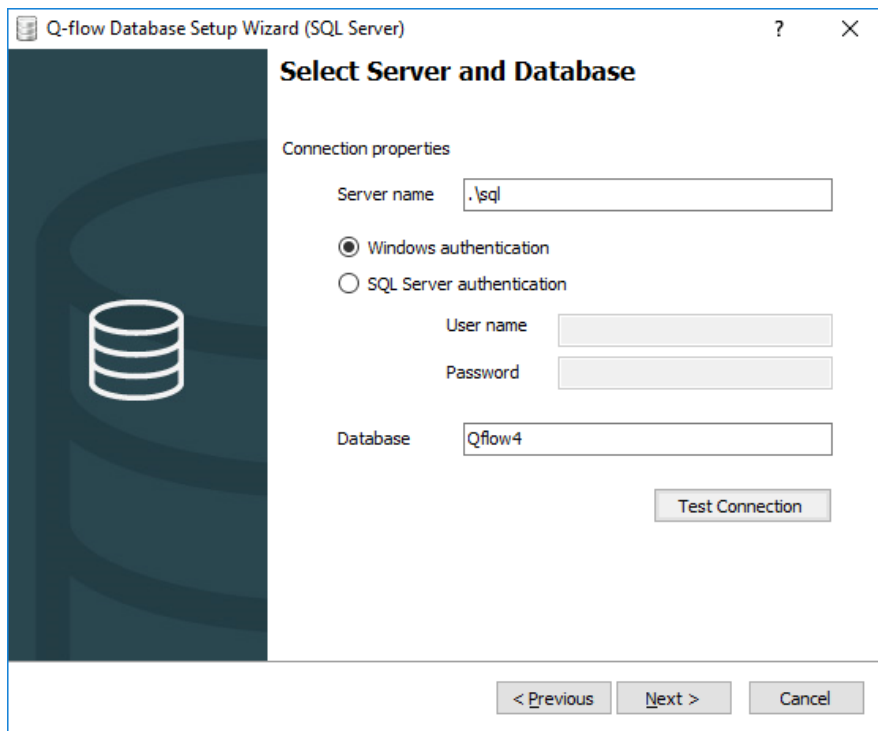 Q-flow Database Setup Wizard (SQL Server) ?
Select Server and Database
Connection properties
Server name .\sql
Windows authentication
SQL Server authentication
User name
Password
Database Qflow4
Test Connection
< Previous Next > Cancel